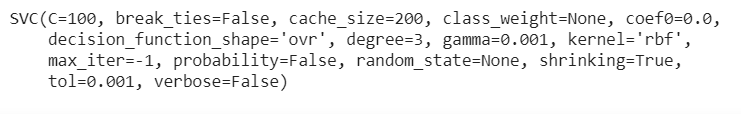 SVC(C=100, break_ties=False, cache_size=200, class_weight=None, coef0=0.0,
    decision_function_shape='ovr', degree=3, gamma=0.001, kernel='rbf',
    max_iter=-1, probability=False, random_state=None, shrinking=True,
    tol=0.001, verbose=False)